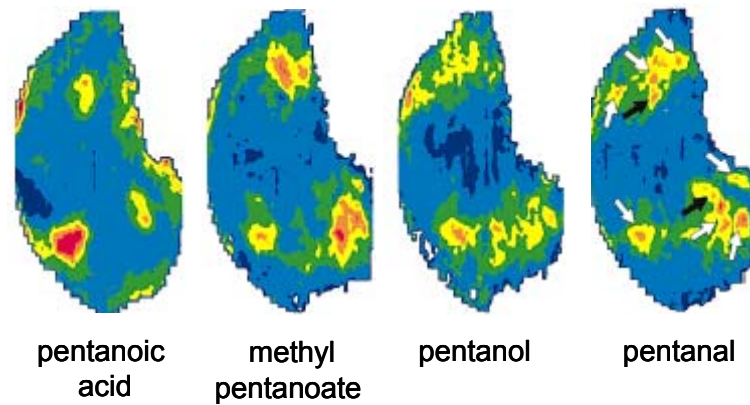 pentanoic
acid
methyl
pentanoate
pentanol
pentanal